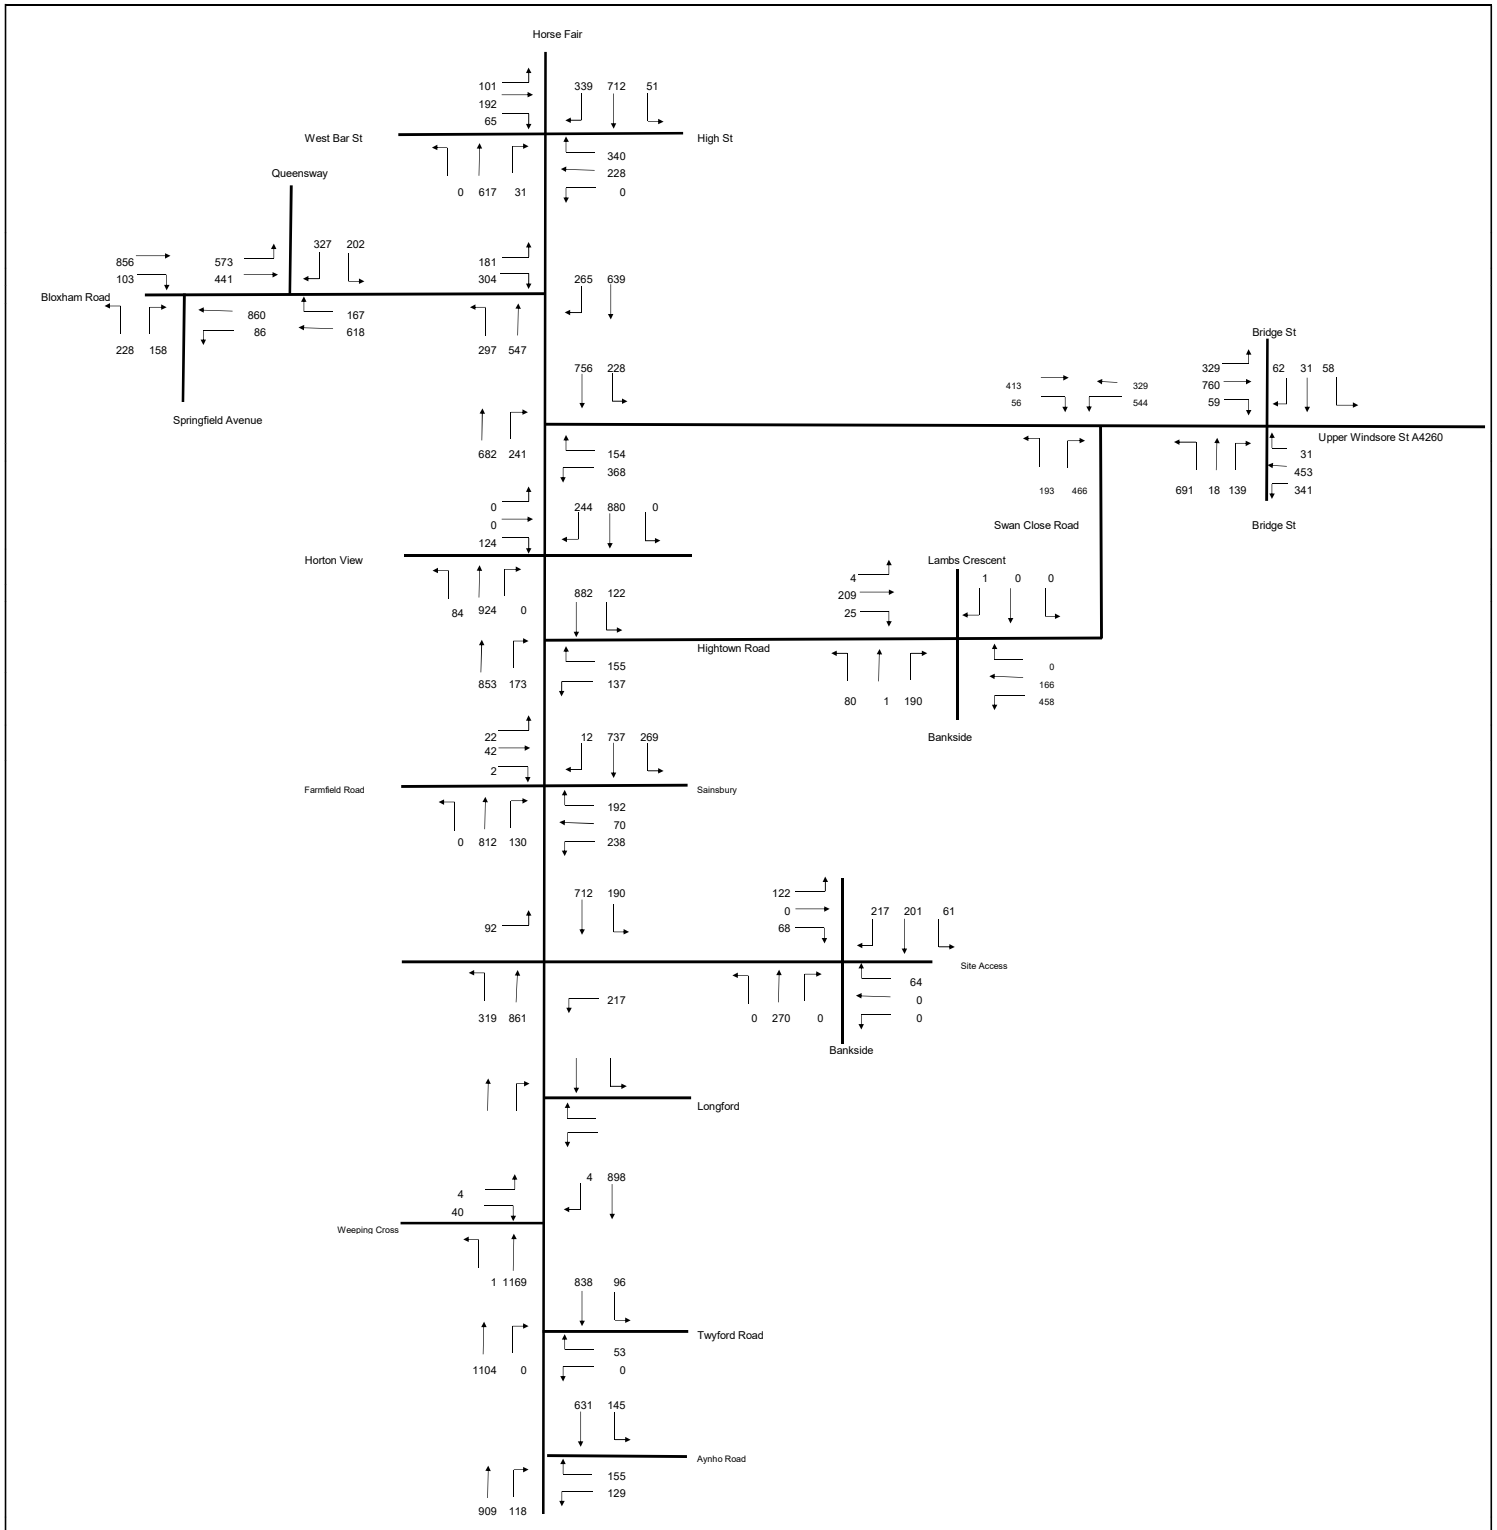 Horse Fair
101
339 712 51
192
65
West Bar St
High St
340
228
0 617 31
0
Queensway
327 202
856
573
181
103
441
304
265 639
Bloxham Road
860
167
86
618
228 158
297 547
Springfield Avenue
756 228
Bridge St
329
62 31 58
413
329
760
56
544
59
Upper Windsore St A4260
682 241
154
368
31
453
193 466
691 18 139
341
0
244 880 0
0
124
Swan Close Road
Bridge St
Horton View
Lambs Crescent
4
1 0 0
209
25
84 924 0
882 122
Hightown Road
155
0
853 173
137
166
80 1 190
458
Bankside
22
12 737 269
42
2
Farmfield Road
Sainsbury
192
70
0 812 130
238
712 190
122
0
217 201 61
92
68
Site Access
64
217
0
319 861
0 270 0
0
Bankside
Longford
4
4 898
40
Weeping Cross
1 1169
838 96
Twyford Road
53
1104 0
0
631 145
Aynho Road
155
129
909 118